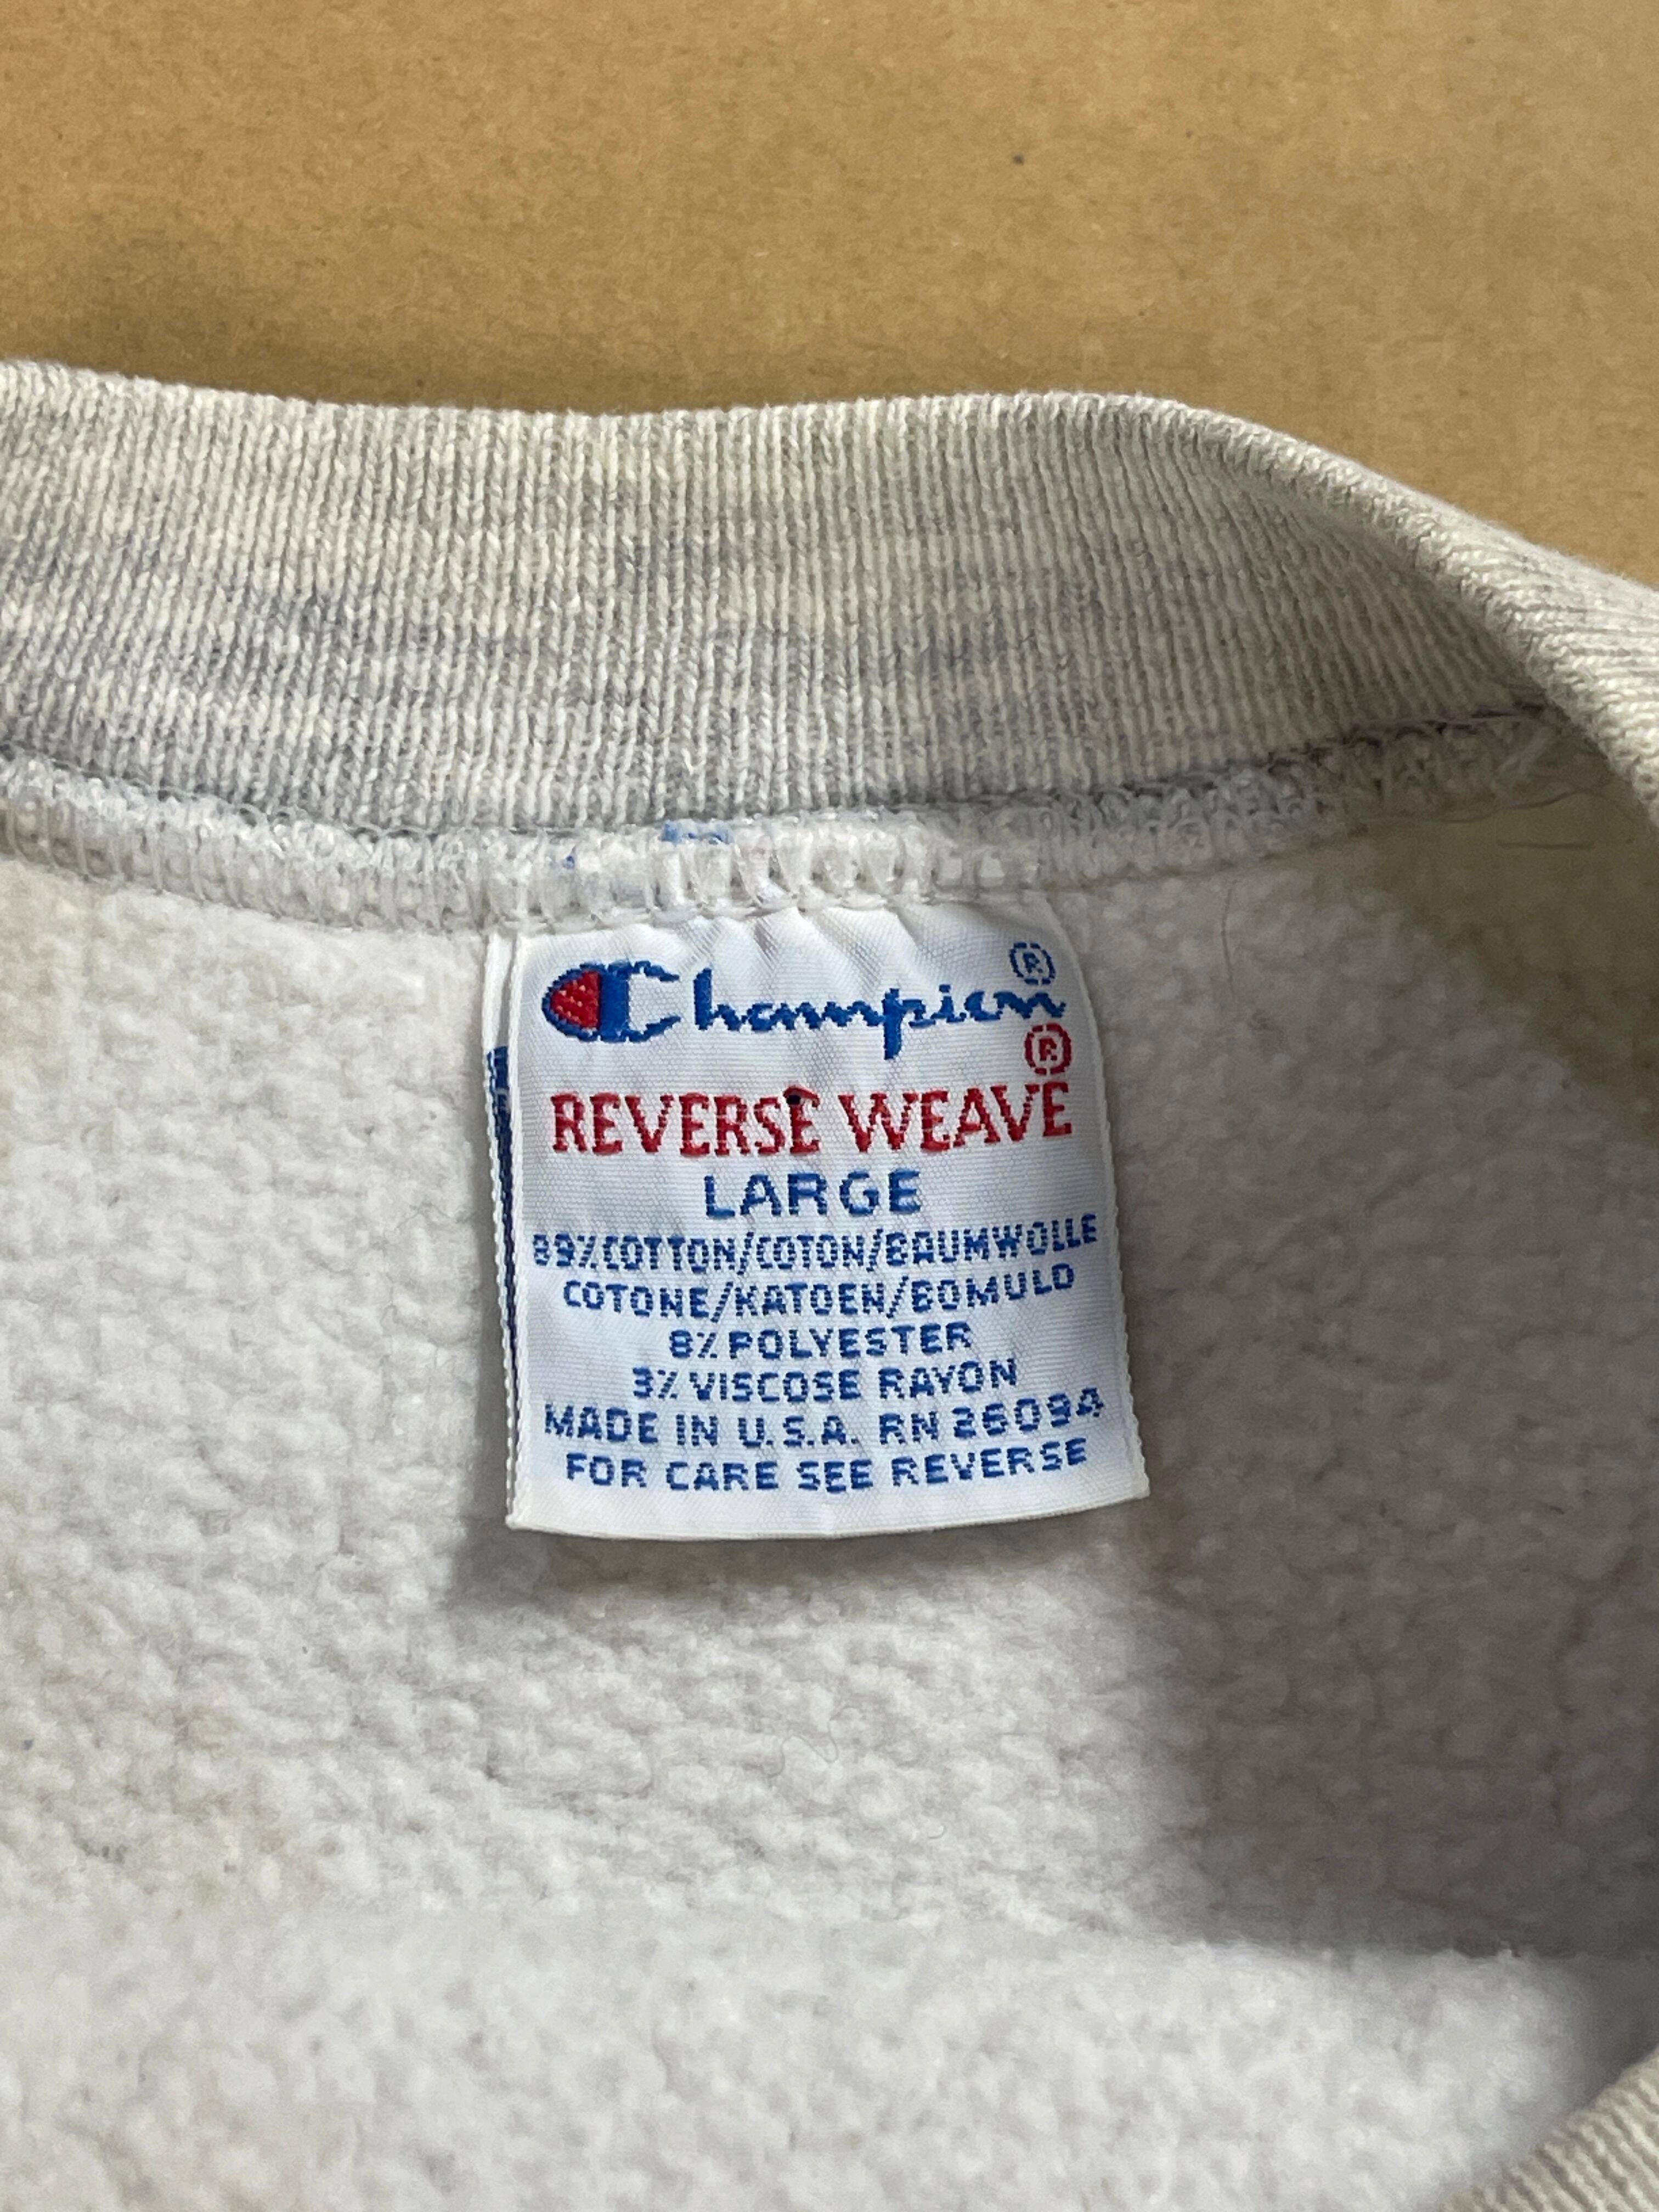 Champion®
REVERSE WEAVE®
LARGE
89% COTTON/COTON/BAUMWOLLE
COTONE/KATOEN/BOMULD
8% POLYESTER
3% VISCOSE RAYON
MADE IN U.S.A. RN 26094
FOR CARE SEE REVERSE